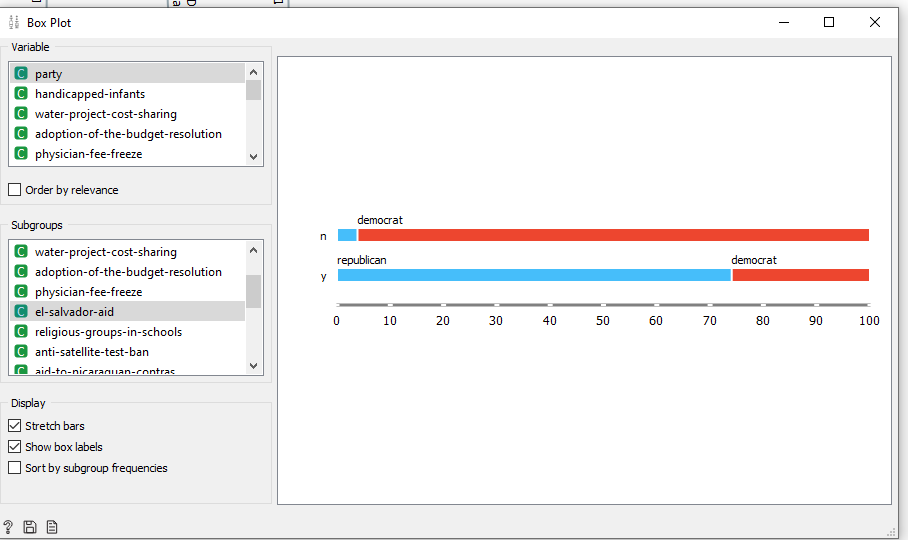 Box Plot
Variable
C party
C handicapped-infants
C water-project-cost-sharing
C adoption-of-the-budget-resolution
C physician-fee-freeze
Order by relevance
Subgroups
C water-project-cost-sharing
C adoption-of-the-budget-resolution
C physician-fee-freeze
C el-salvador-aid
C religious-groups-in-schools
C anti-satellite-test-ban
C aid-to-nicaraguan-contras
Display
Stretch bars
Show box labels
Sort by subgroup frequencies
?
democrat
n
republican democrat
y
0 10 20 30 40 50 60 70 80 90 100